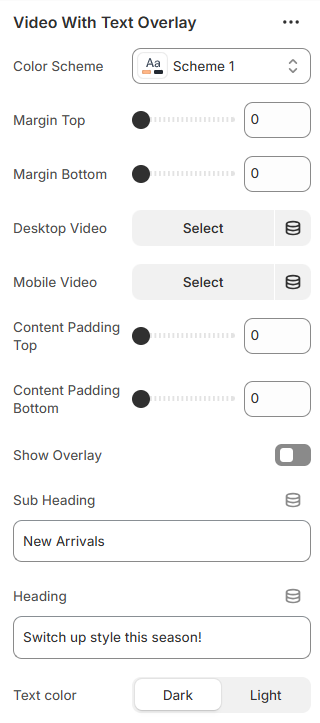 Video With Text Overlay
Color Scheme
Aa
Scheme 1
Margin Top
0
Margin Bottom
0
Desktop Video
Select
Mobile Video
Select
Content Padding
Top
0
Content Padding
Bottom
0
Show Overlay
Sub Heading
New Arrivals
Heading
Switch up style this season!
Text color
Dark
Light